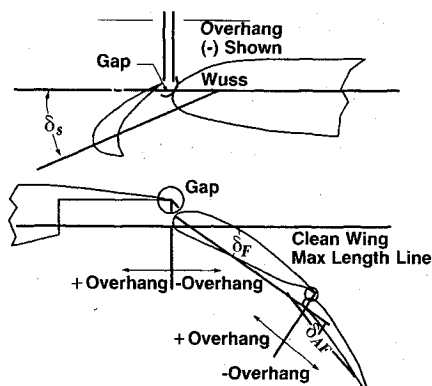 Overhang
(-) Shown
Gap
Wuss
δs
Gap
δF
Clean Wing
Max Length Line
+Overhang -Overhang
+Overhang
δAF
-Overhang